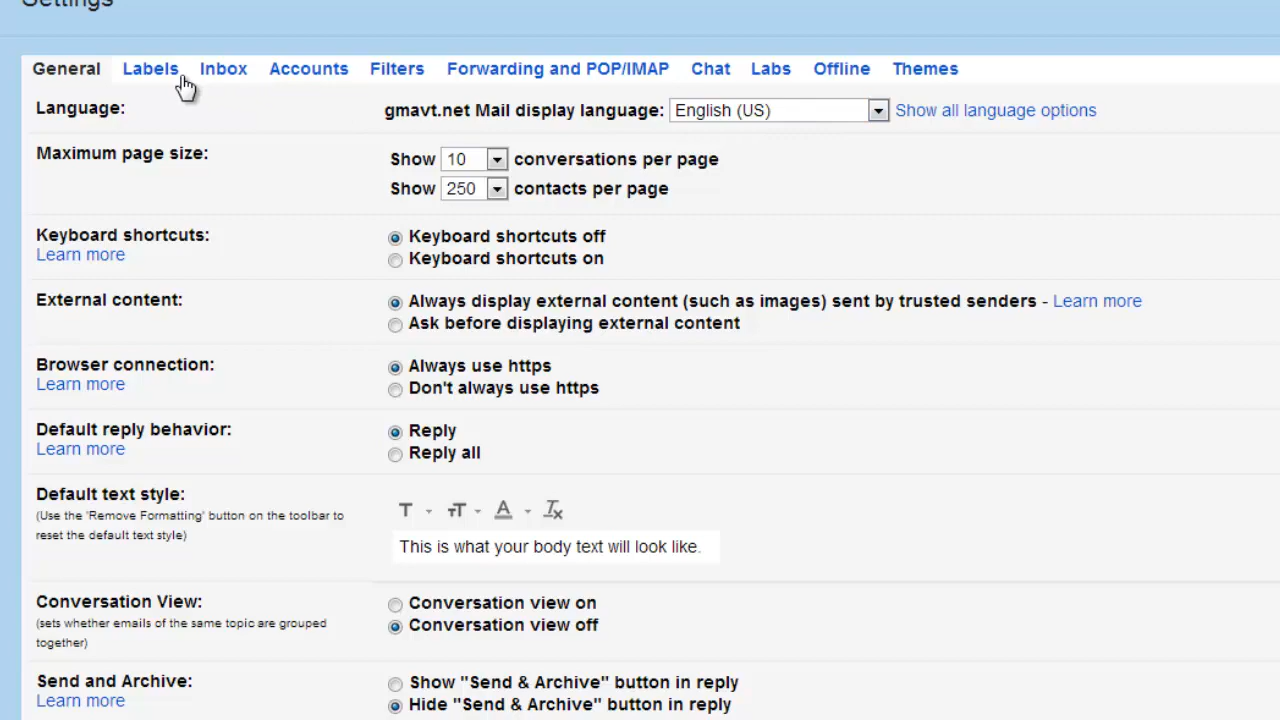 Settings
General Labels Inbox Accounts Filters Forwarding and POP/IMAP Chat Labs Offline Themes
Language: gmavt.net Mail display language: English (US) Show all language options
Maximum page size: Show 10 conversations per page
Show 250 contacts per page
Keyboard shortcuts: Keyboard shortcuts off
Learn more Keyboard shortcuts on
External content: Always display external content (such as images) sent by trusted senders - Learn more
Ask before displaying external content
Browser connection: Always use https
Learn more Don't always use https
Default reply behavior: Reply
Learn more Reply all
Default text style:
(Use the 'Remove Formatting' button on the toolbar to
reset the default text style)
This is what your body text will look like.
Conversation View: Conversation view on
(sets whether emails of the same topic are grouped
together)
Conversation view off
Send and Archive: Show "Send & Archive" button in reply
Learn more Hide "Send & Archive" button in reply